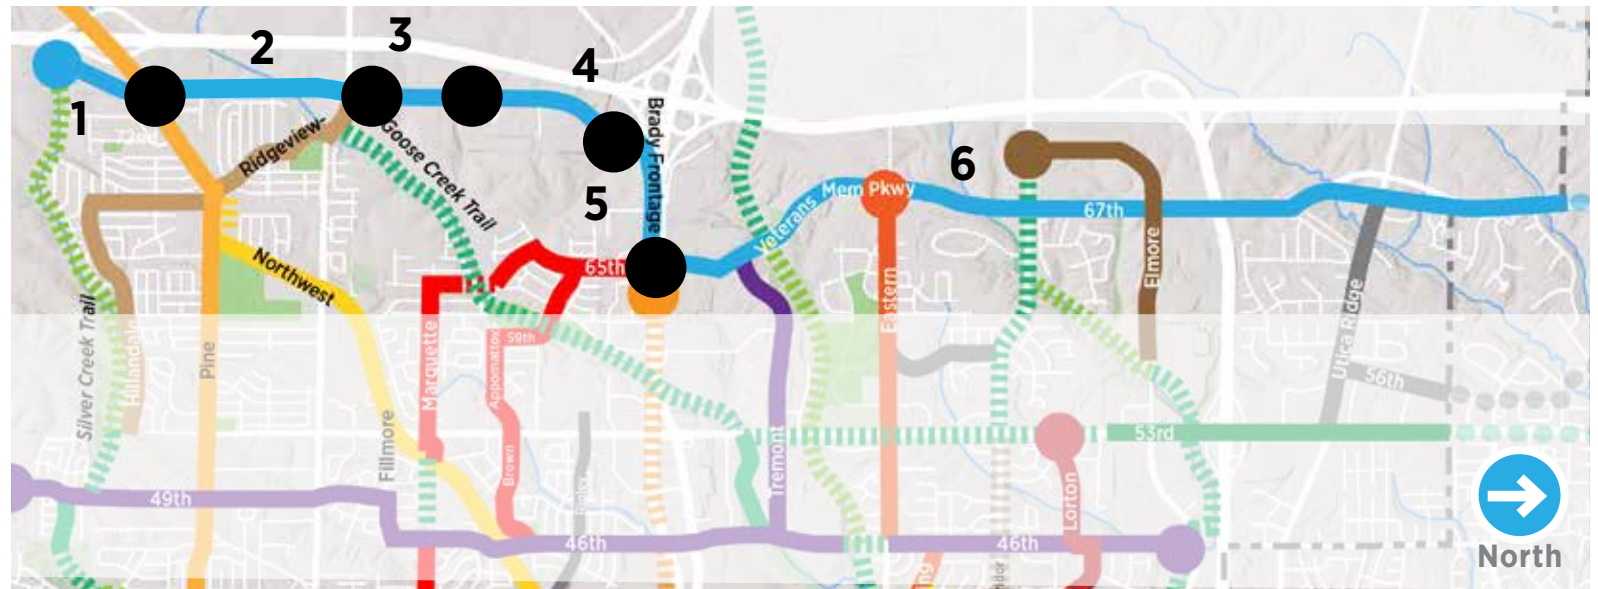 2
3
4
1
72nd
Ridgeview
Goose Creek Trail
Brady Frontage
5
6
Veterans
Mem Pkwy
67th
Elmore
Northwest
65th
Silver Creek Trail
Hillandale
Pine
Marquette
Appomattox
59th
Eastern
Utica Ridge
56th
Fillmore
Brown
Ripley
Tremont
53rd
Lorton
49th
46th
46th
North